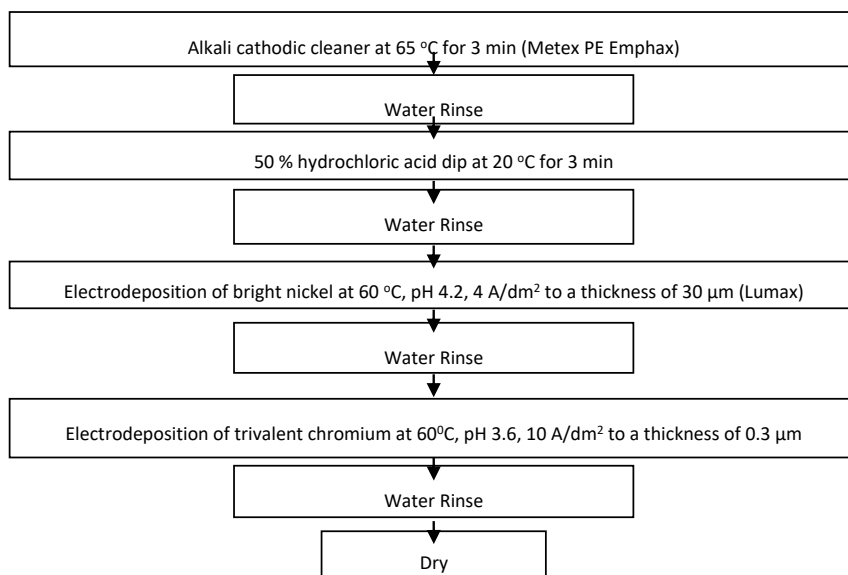 Alkali cathodic cleaner at 65 °C for 3 min (Metex PE Emphax)
Water Rinse
50 % hydrochloric acid dip at 20 °C for 3 min
Water Rinse
Electrodeposition of bright nickel at 60 °C, pH 4.2, 4 A/dm² to a thickness of 30 µm (Lumax)
Water Rinse
Electrodeposition of trivalent chromium at 60⁰C, pH 3.6, 10 A/dm² to a thickness of 0.3 µm
Water Rinse
Dry